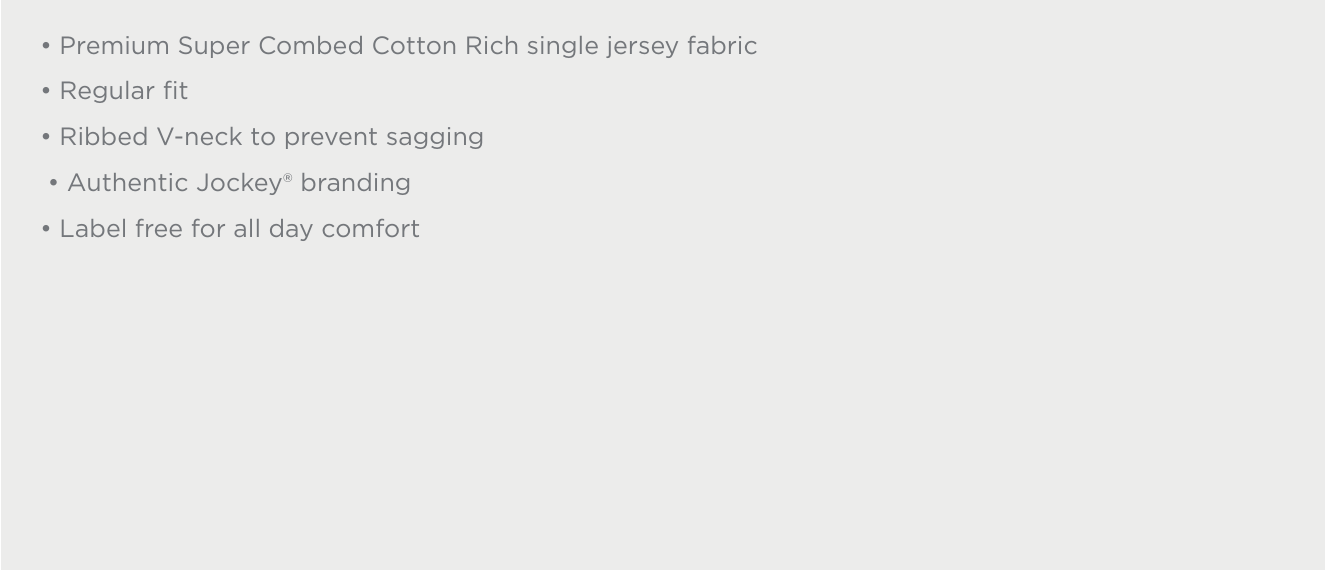 • Premium Super Combed Cotton Rich single jersey fabric
• Regular fit
• Ribbed V-neck to prevent sagging
• Authentic Jockey® branding
• Label free for all day comfort